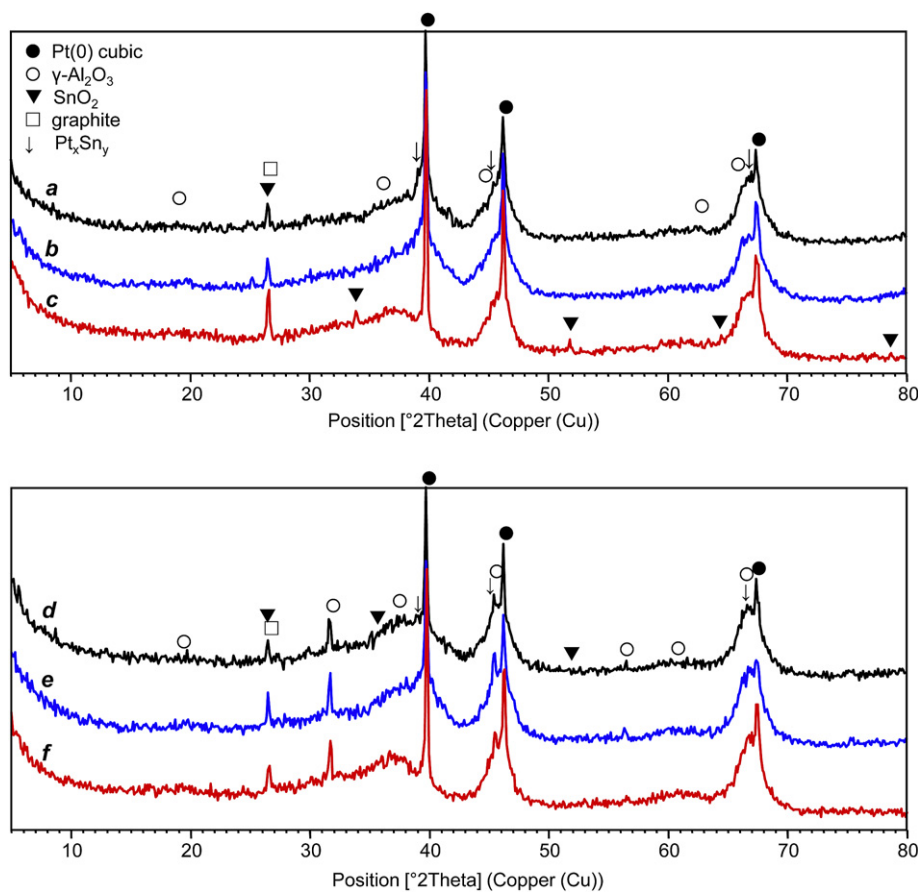 Pt(0) cubic
γ-Al₂O₃
SnO₂
graphite
PtₓSnᵧ
a
b
c
10 20 30 40 50 60 70 80
Position [°2Theta] (Copper (Cu))
d
e
f
10 20 30 40 50 60 70 80
Position [°2Theta] (Copper (Cu))